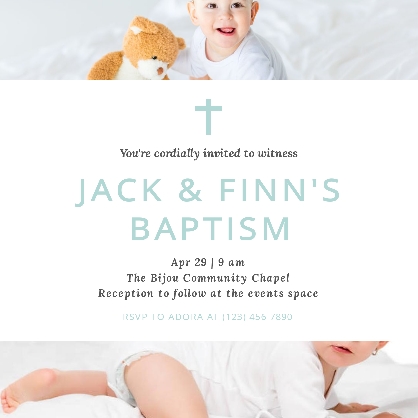 You're cordially invited to witness
JACK & FINN'S
BAPTISM
Apr 29 | 9 am
The Bijou Community Chapel
Reception to follow at the events space
RSVP TO ADORA AT (123) 456 7890